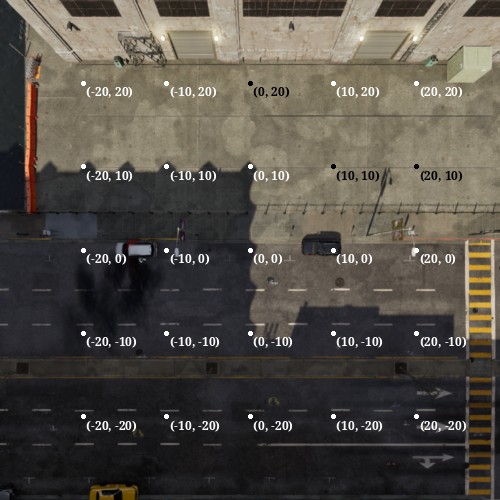 (-20, 20) (-10, 20) (0, 20) (10, 20) (20, 20)
(-20, 10) (-10, 10) (0, 10) (10, 10) (20, 10)
(-20, 0) (-10, 0) (0, 0) (10, 0) (20, 0)
(-20, -10) (-10, -10) (0, -10) (10, -10) (20, -10)
(-20, -20) (-10, -20) (0, -20) (10, -20) (20, -20)